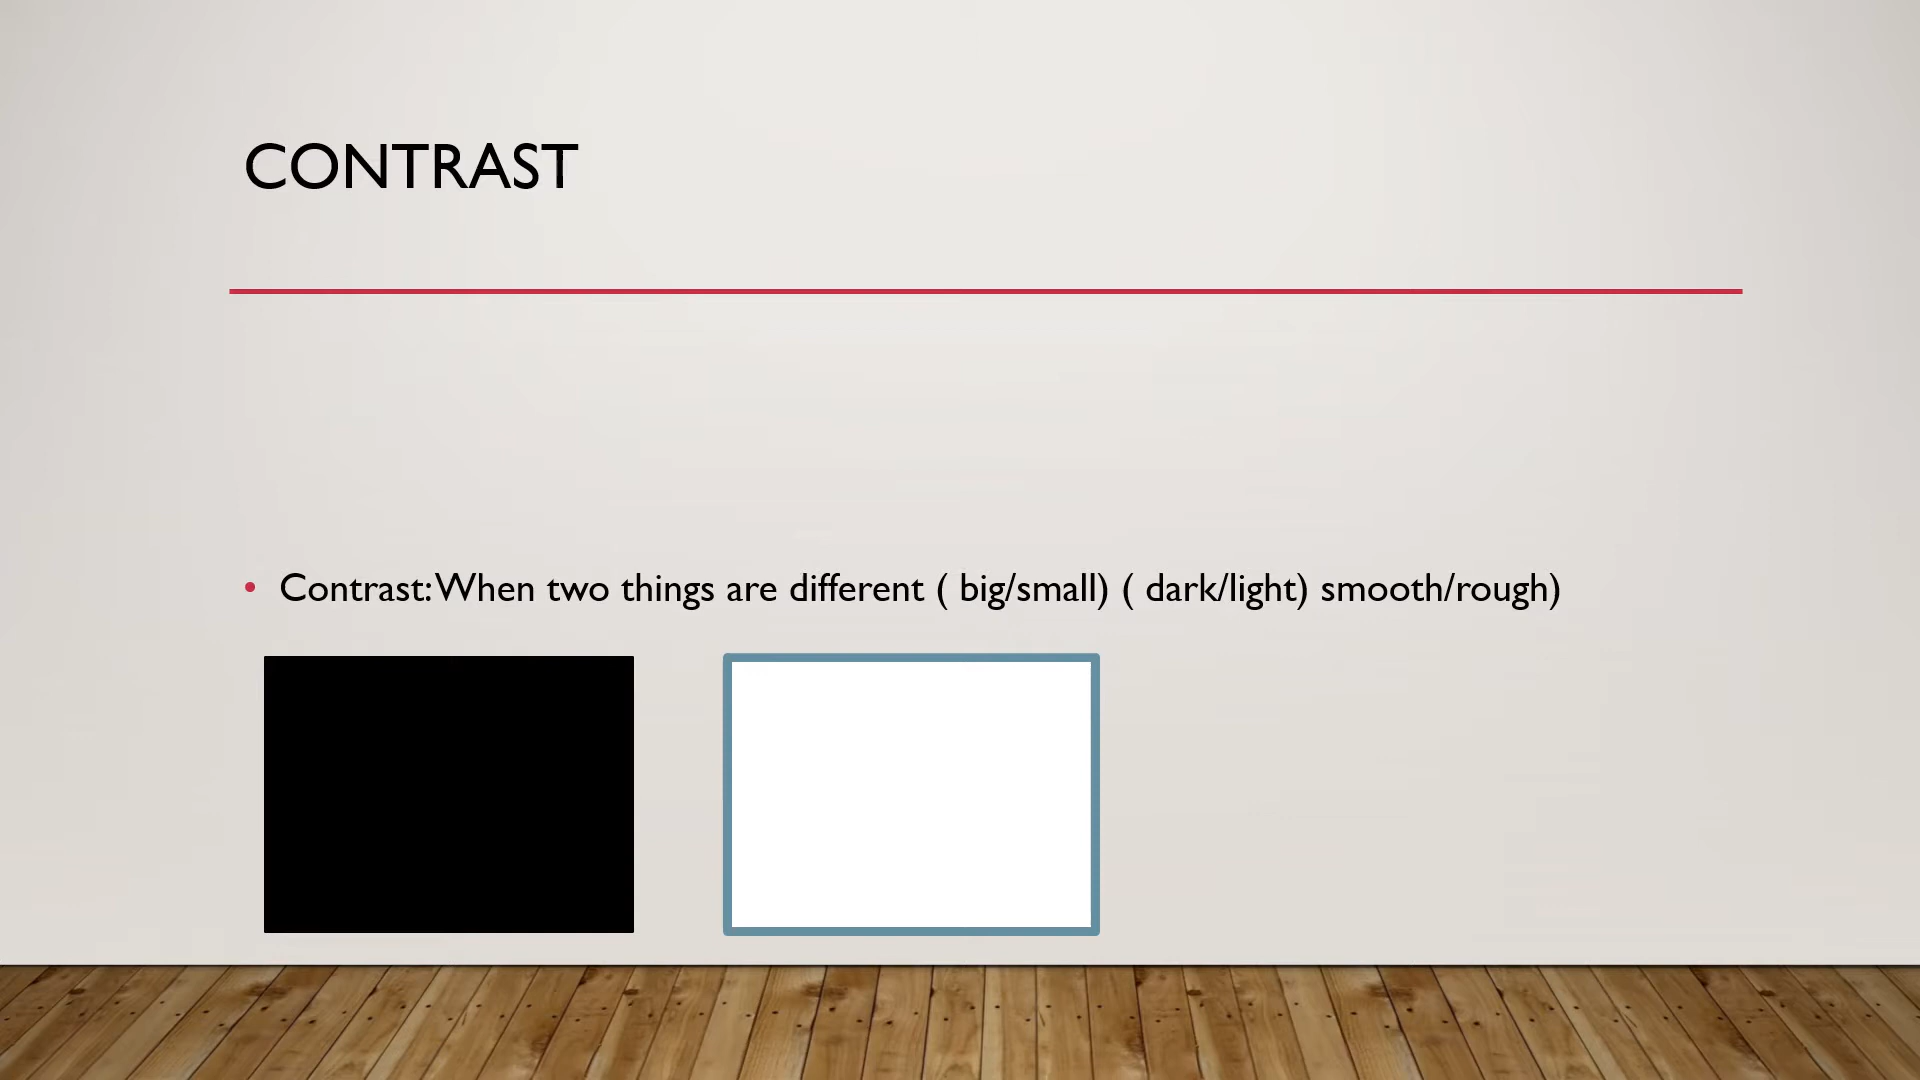 CONTRAST
• Contrast: When two things are different ( big/small) ( dark/light) smooth/rough)